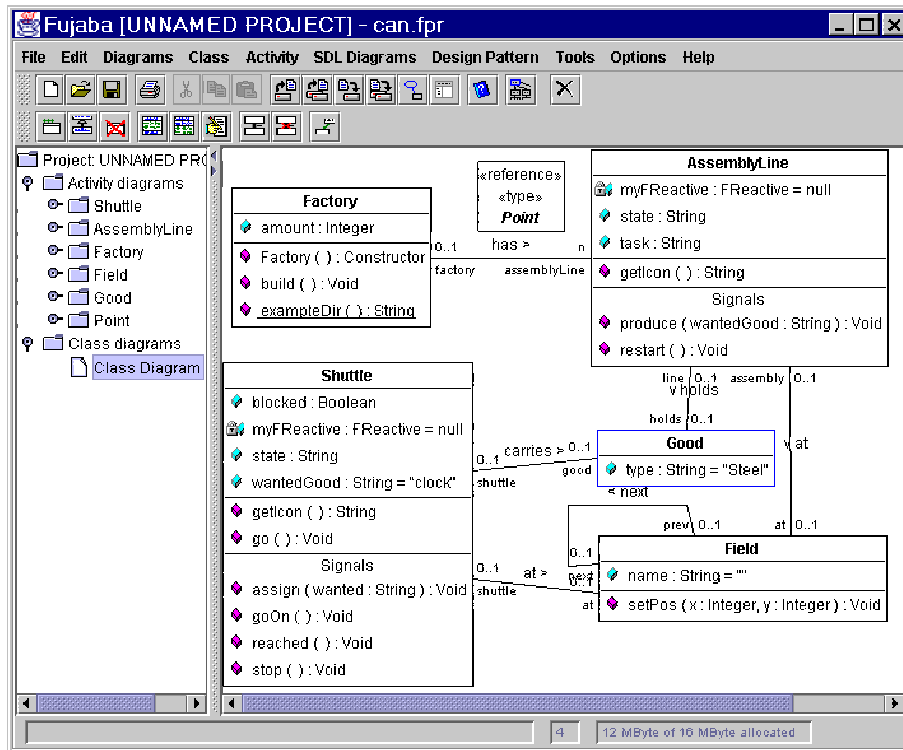 Fujaba [UNNAMED PROJECT] - can.fpr
File Edit Diagrams Class Activity SDL Diagrams Design Pattern Tools Options Help
Project: UNNAMED PRO
Activity diagrams
Shuttle
AssemblyLine
Factory
Field
Good
Point
Class diagrams
Class Diagram
Factory
amount : Integer
Factory ( ) : Constructor
build ( ) : Void
exampteDir ( ) : String
«reference»
«type»
Point
0..1 has > n
factory assemblyLine
AssemblyLine
myFReactive : FReactive = null
state : String
task : String
getIcon ( ) : String
Signals
produce ( wantedGood : String ) : Void
restart ( ) : Void
line 0..1 assembly 0..1
v holds
holds 0..1
v at
Shuttle
blocked : Boolean
myFReactive : FReactive = null
state : String
wantedGood : String = "clock"
getIcon ( ) : String
go ( ) : Void
Signals
assign ( wanted : String ) : Void
goOn ( ) : Void
reached ( ) : Void
stop ( ) : Void
0..1 carries > 0..1
shuttle good
Good
type : String = "Steel"
< next
prev 0..1 at 0..1
0..1
next
0..1 at > 0..1
shuttle at
Field
name : String = ""
setPos ( x : Integer, y : Integer ) : Void
4 12 MByte of 16 MByte allocated